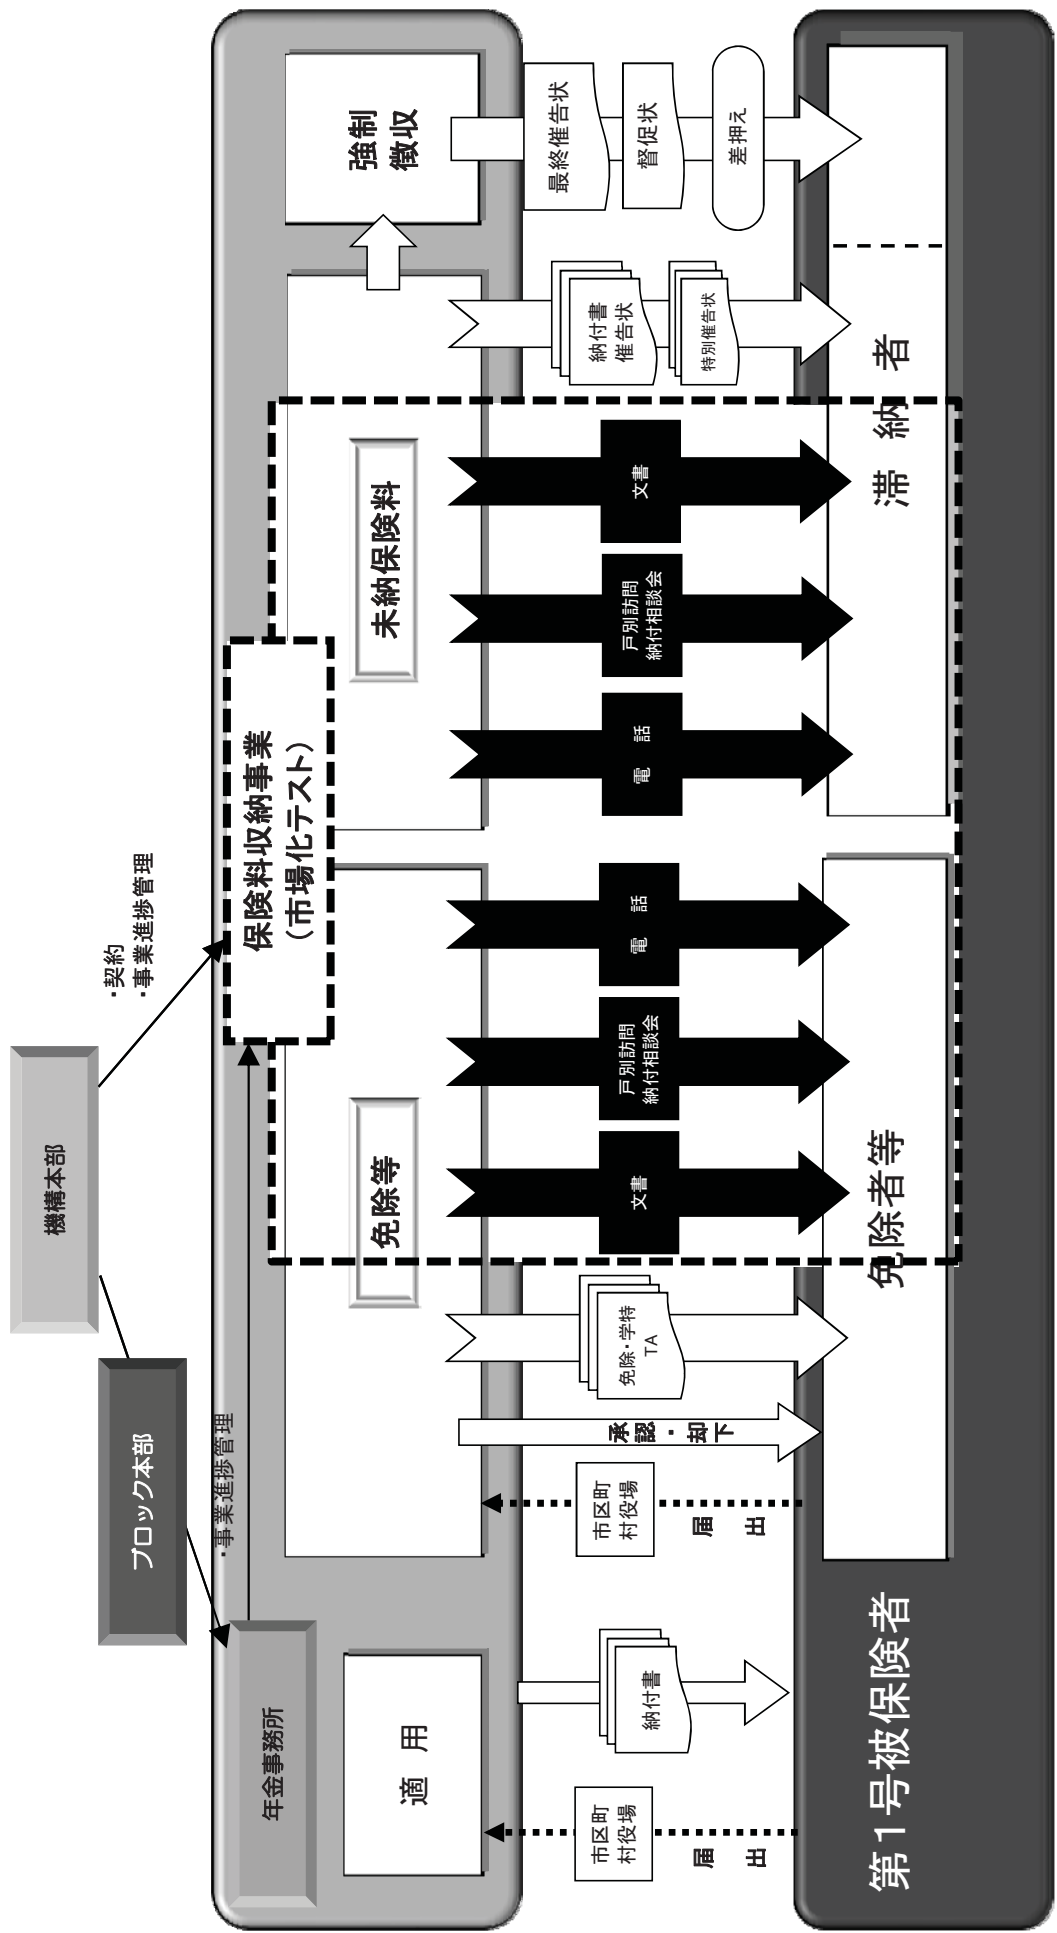 機構本部
・契約
・事業進捗管理
ブロック本部
・事業進捗管理
年金事務所
保険料収納事業
（市場化テスト）
適　用
免除等
未納保険料
強制
徴収
市区町
村役場
届　出
納付書
市区町
村役場
届　出
承認・却下
免除・学特
TA
文書
戸別訪問
納付相談会
電　話
電　話
戸別訪問
納付相談会
文書
納付書
催告状
特別催告状
最終催告状
督促状
差押え
第１号被保険者
免除者等
滞　納　者